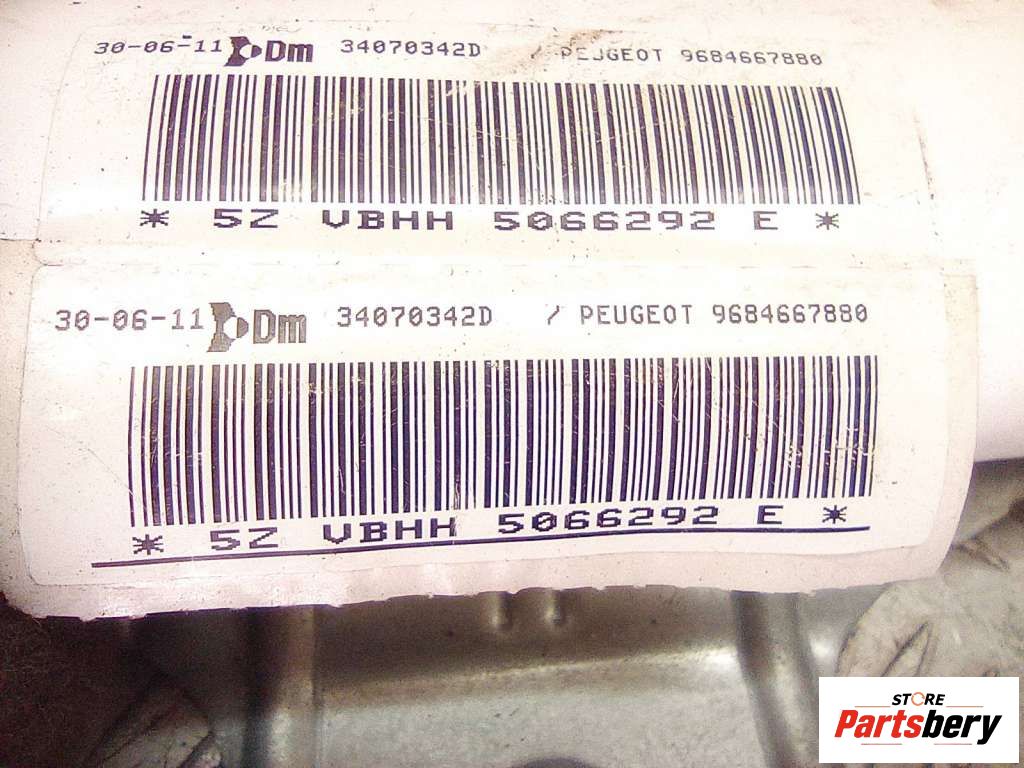 30-06-11 Dm 34070342D / PEUGEOT 9684667880
* 5Z VBHH 5066292 E *
30-06-11 Dm 34070342D / PEUGEOT 9684667880
* 5Z VBHH 5066292 E *
STORE
Partsbery